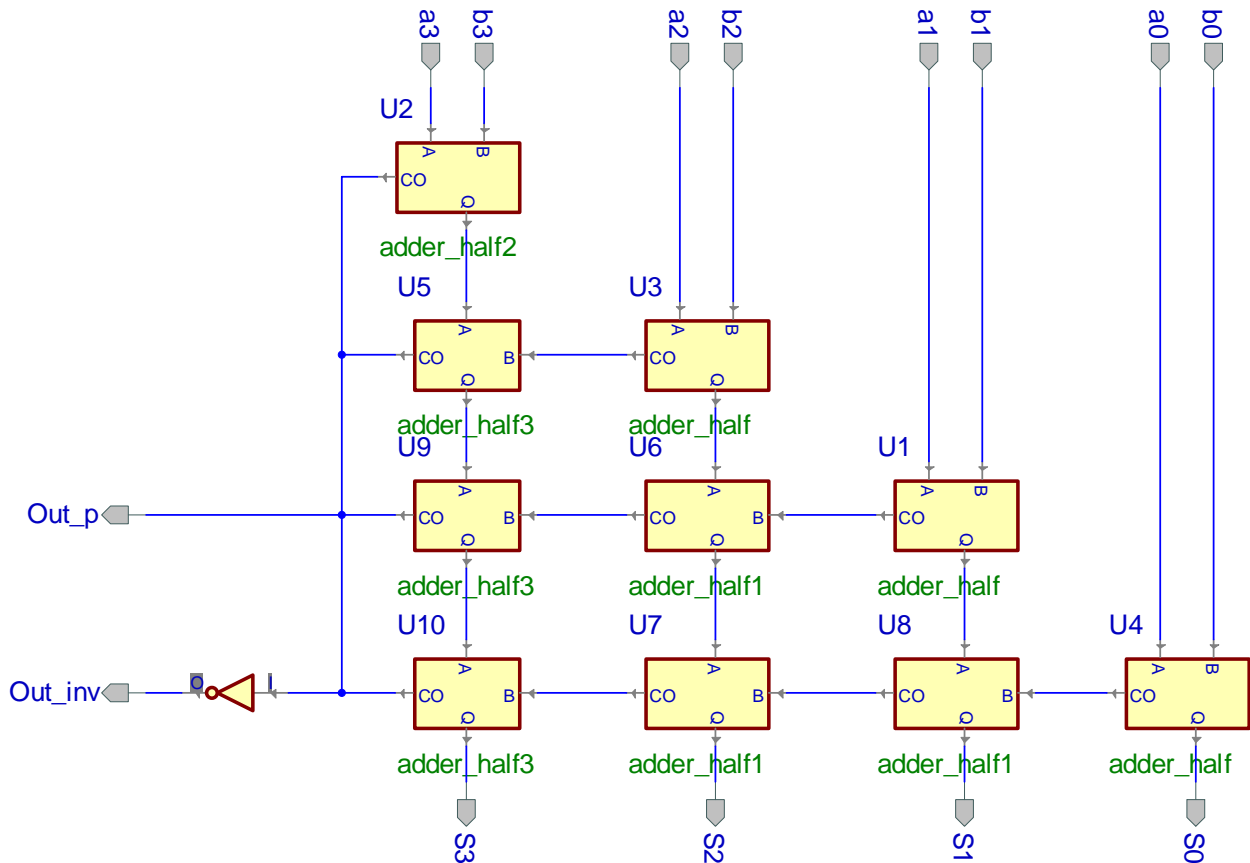 a3 b3 a2 b2 a1 b1 a0 b0
U2
A B
CO
Q
adder_half2
U5 U3
A A B
CO B CO
Q Q
adder_half3 adder_half
U9 U6 U1
A A A B
Out_p CO B CO B CO
Q Q Q
adder_half3 adder_half1 adder_half
U10 U7 U8 U4
A A A A B
Out_inv O I CO B CO B CO B CO
Q Q Q Q
adder_half3 adder_half1 adder_half1 adder_half
S3 S2 S1 S0